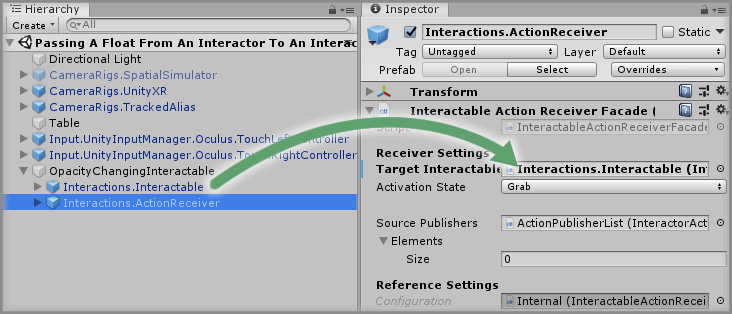 Hierarchy
Create
All
Passing A Float From An Interactor To An Interac
Directional Light
CameraRigs.SpatialSimulator
CameraRigs.UnityXR
CameraRigs.TrackedAlias
Table
Input.UnityInputManager.Oculus.TouchLeftController
Input.UnityInputManager.Oculus.TouchRightController
OpacityChangingInteractable
Interactions.Interactable
Interactions.ActionReceiver
Inspector
Interactions.ActionReceiver
Static
Tag Untagged Layer Default
Prefab Open Select Overrides
Transform
Interactable Action Receiver Facade (
Script InteractableActionReceiverFacade
Receiver Settings
Target Interactable Interactions.Interactable (Int
Activation State Grab
Source Publishers ActionPublisherList (InteractorAct
Elements
Size 0
Reference Settings
Configuration Internal (InteractableActionRecei